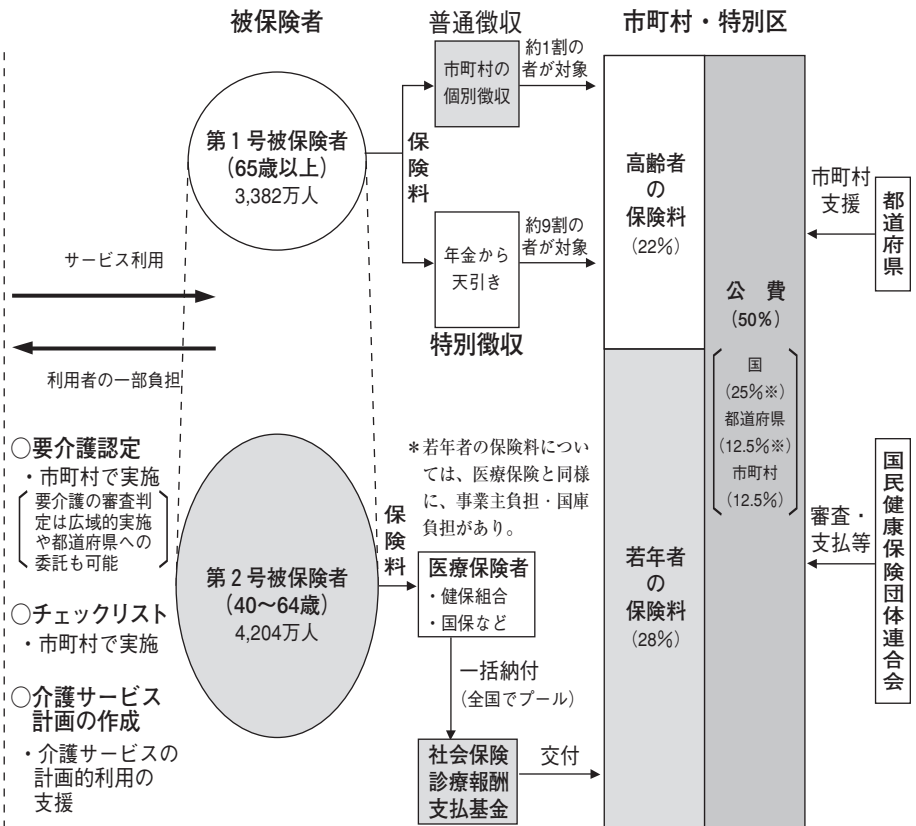 被保険者
普通徴収
市町村・特別区
市町村の
個別徴収
約1割の
者が対象
第1号被保険者
(65歳以上)
3,382万人
保険料
年金から
天引き
約9割の
者が対象
特別徴収
高齢者
の
保険料
(22%)
公 費
(50%)
国
(25%※)
都道府県
(12.5%※)
市町村
(12.5%)
市町村
支援
都道府県
サービス利用
利用者の一部負担
○要介護認定
・市町村で実施
要介護の審査判
定は広域的実施
や都道府県への
委託も可能
○チェックリスト
・市町村で実施
○介護サービス
計画の作成
・介護サービスの
計画的利用の
支援
第2号被保険者
(40〜64歳)
4,204万人
保険料
*若年者の保険料につい
ては、医療保険と同様
に、事業主負担・国庫
負担があり。
医療保険者
・健保組合
・国保など
一括納付
(全国でプール)
社会保険
診療報酬
支払基金
交付
若年者
の
保険料
(28%)
審査・
支払等
国民健康保険団体連合会